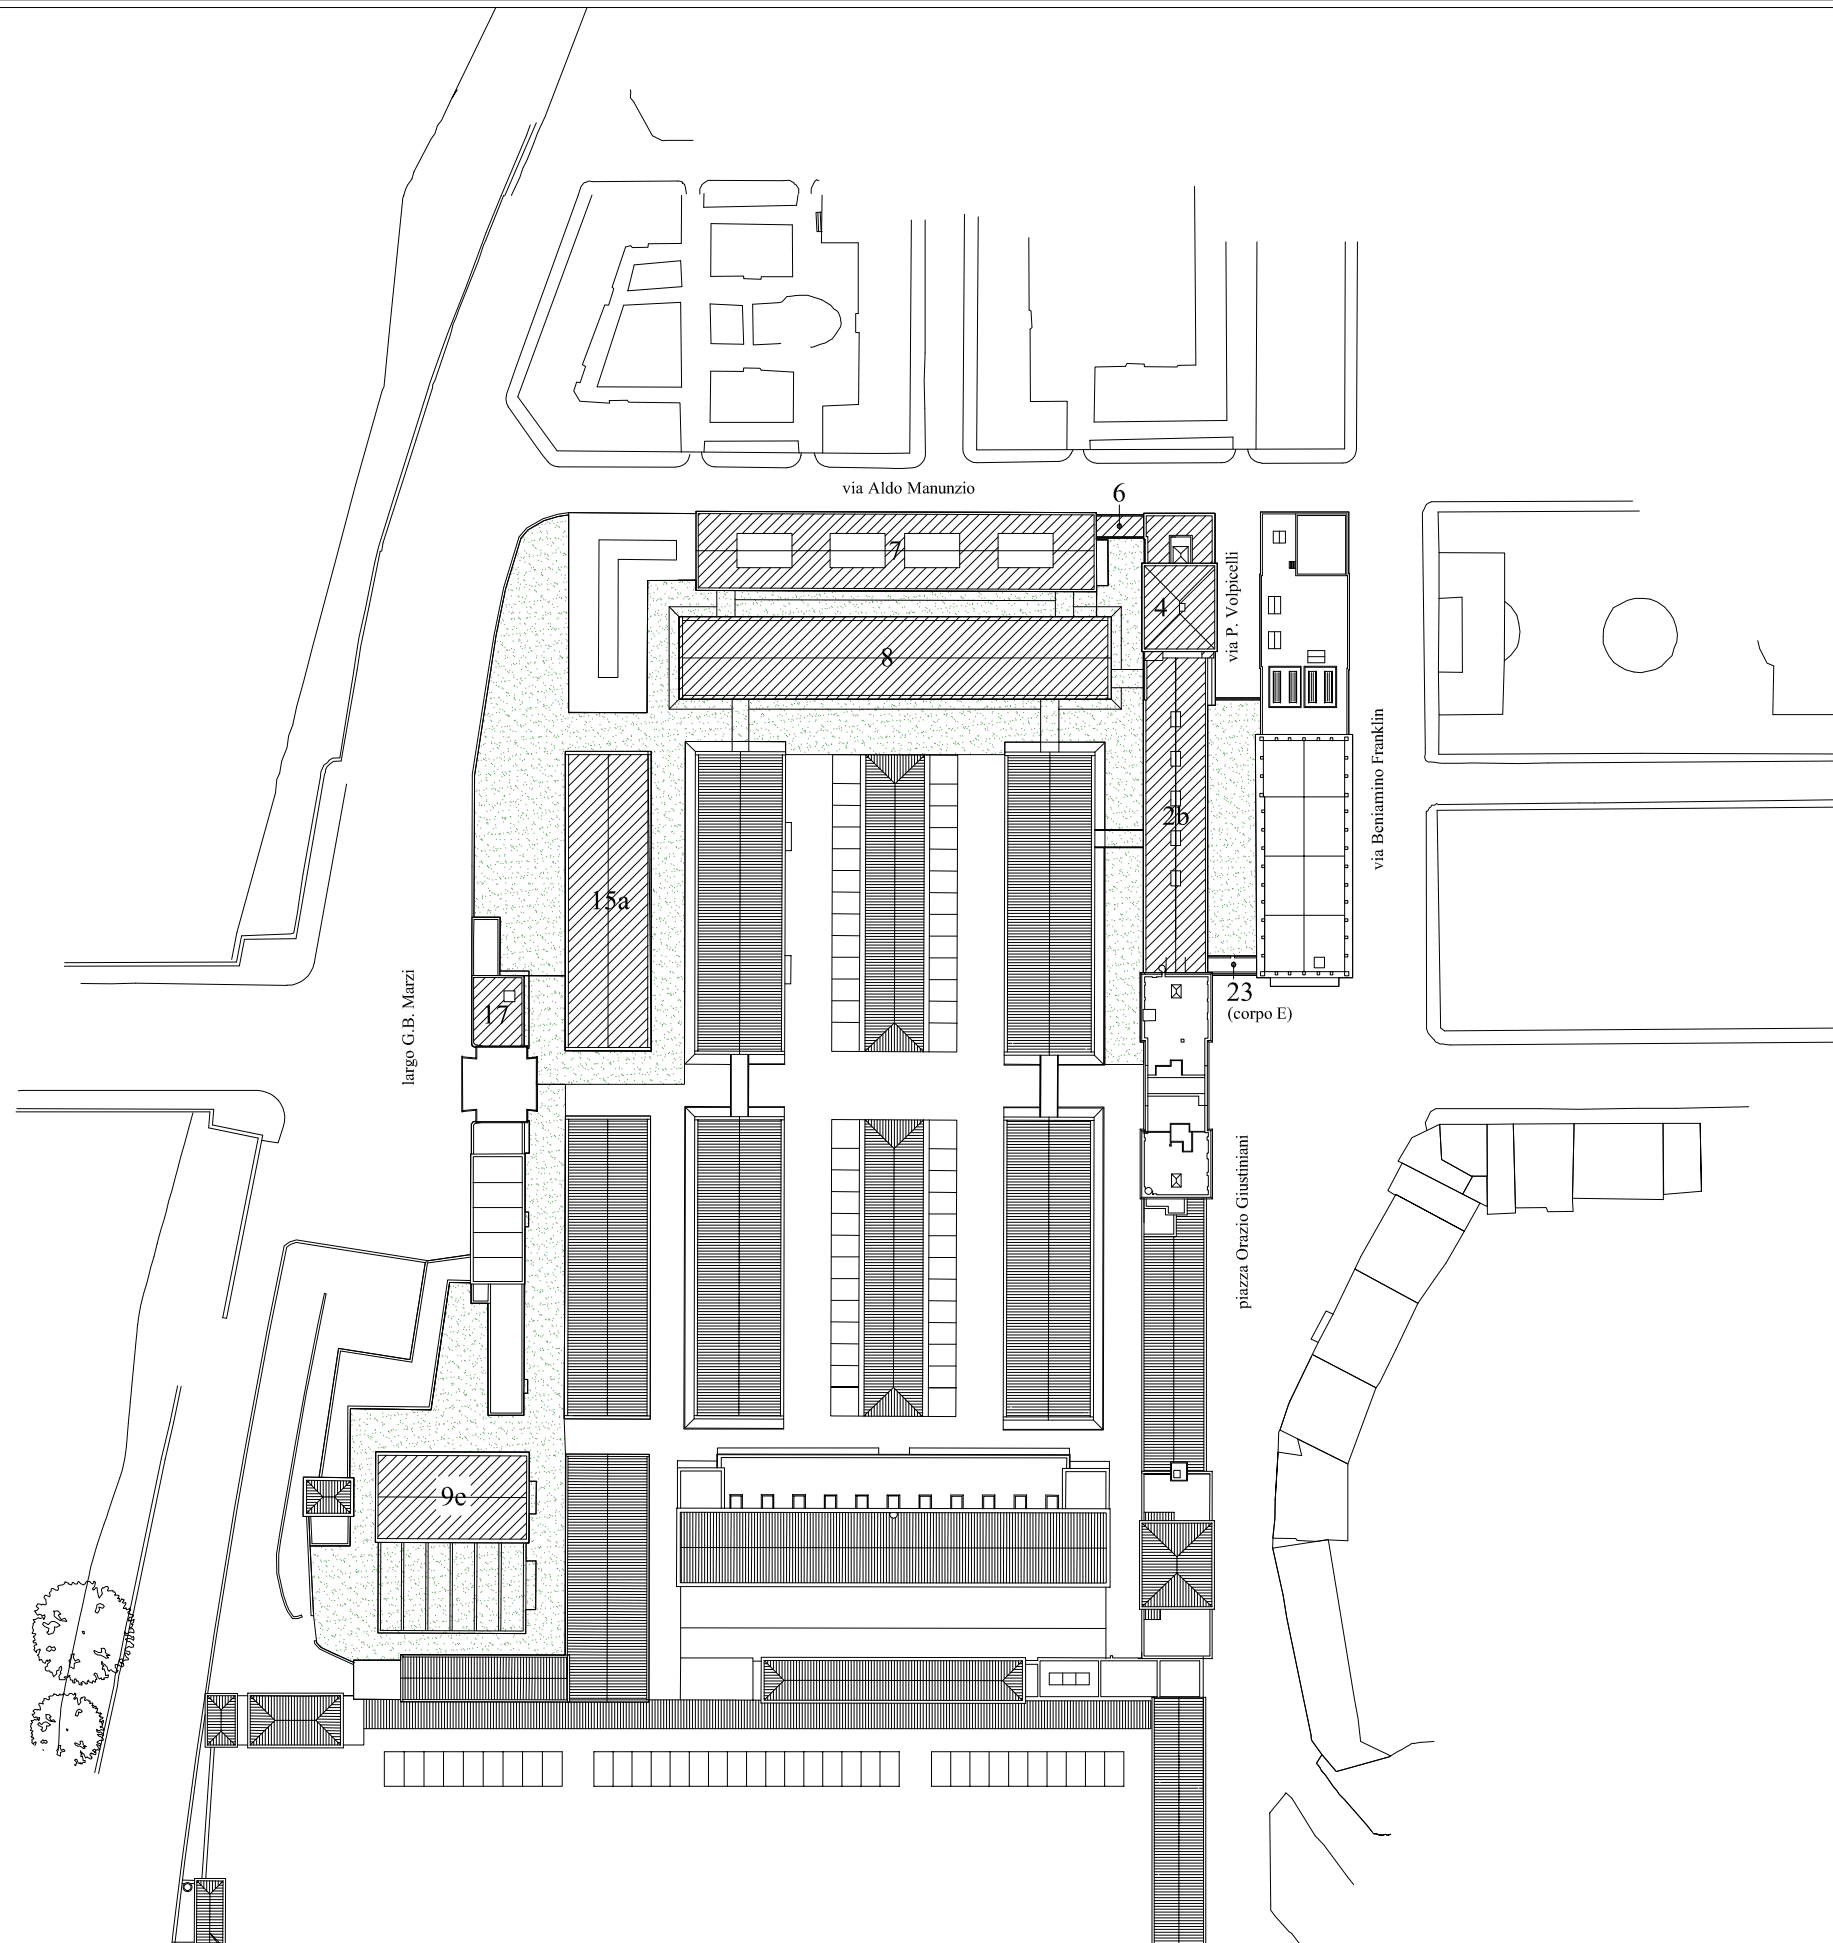 via Aldo Manunzio
6
7
via P. Volpicelli
4
8
via Beniamino Franklin
2b
15a
largo G.B. Marzi
17
23
(corpo E)
piazza Orazio Giustiniani
9c